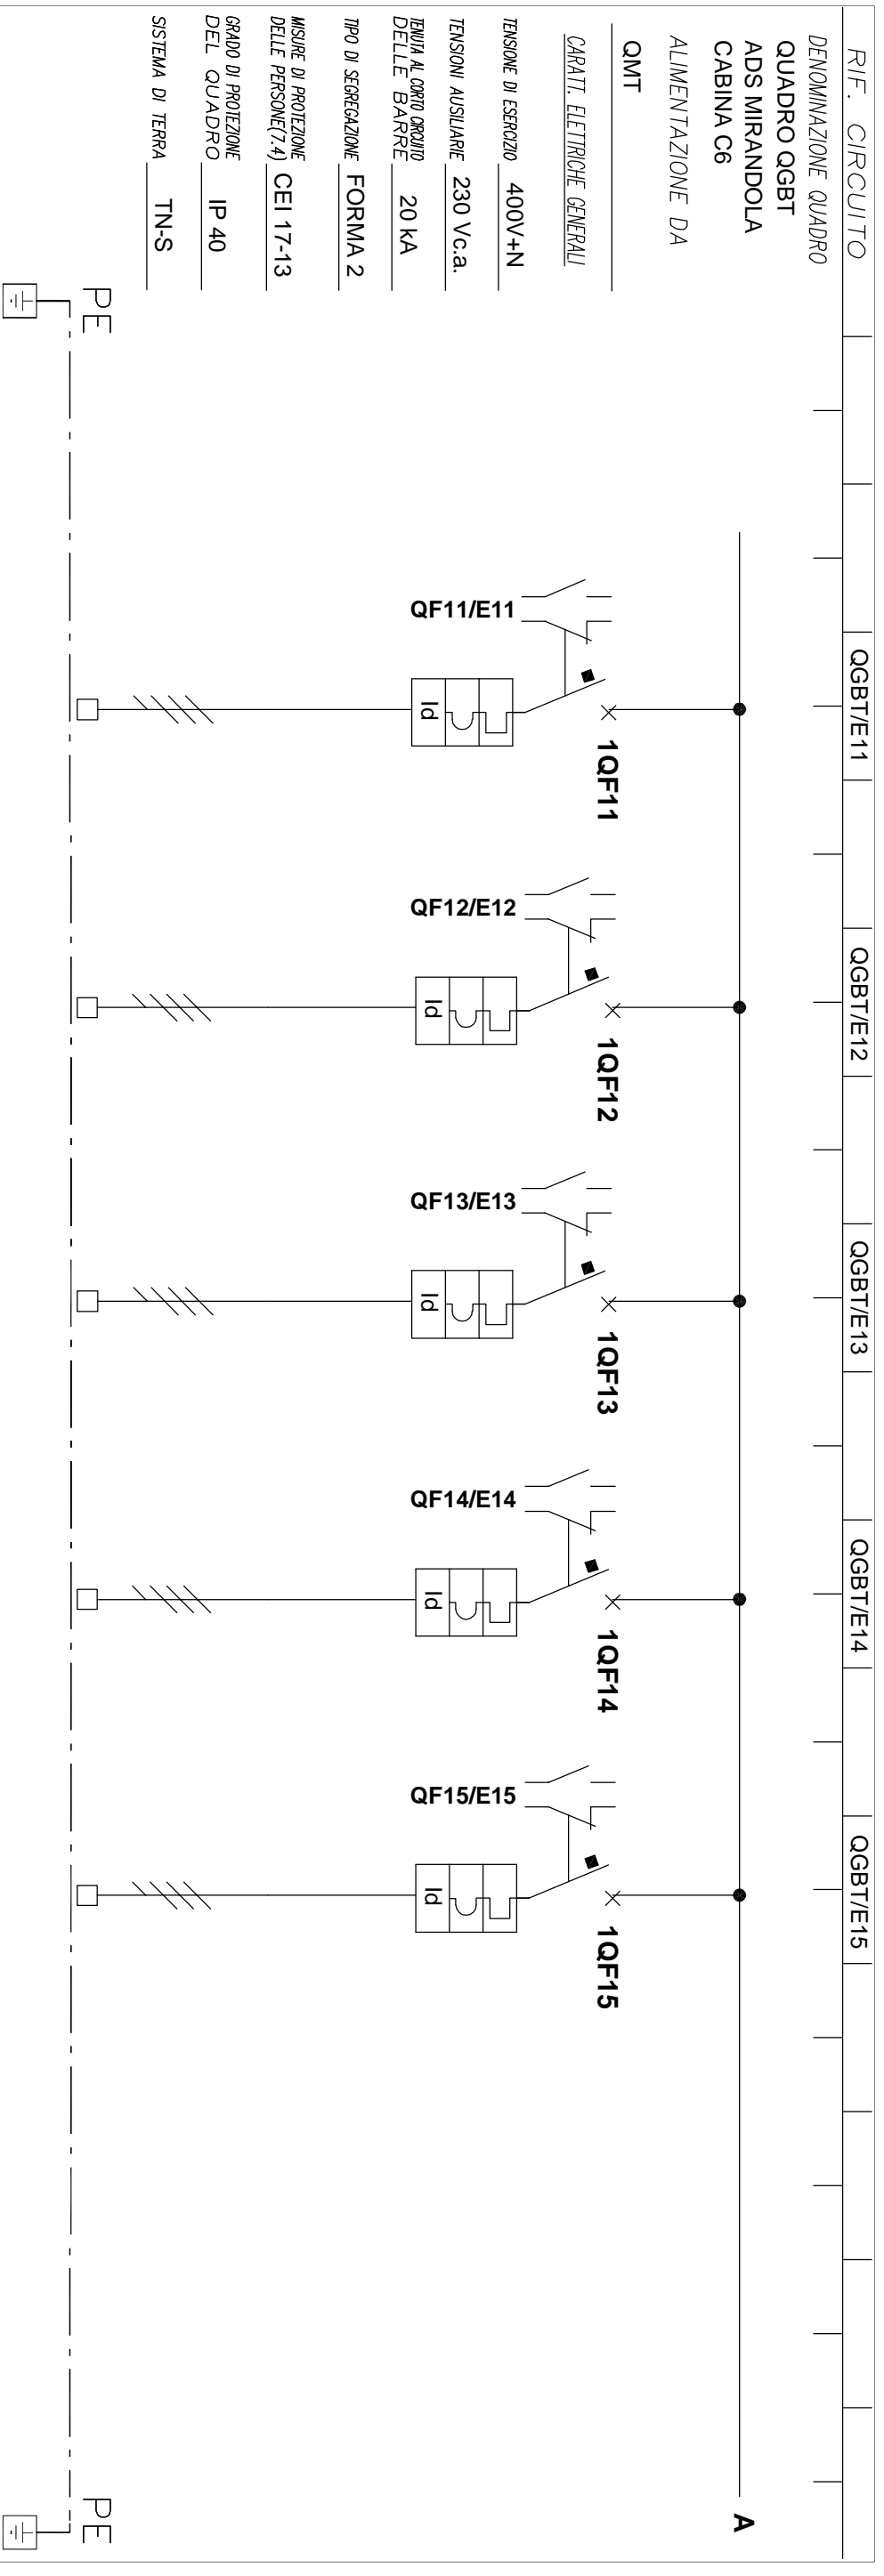 RIF. CIRCUITO
QGBT/E11
QGBT/E12
QGBT/E13
QGBT/E14
QGBT/E15
DENOMINAZIONE QUADRO
QUADRO QGBT
ADS MIRANDOLA
CABINA C6
ALIMENTAZIONE DA
QMT
CARATT. ELETTRICHE GENERALI
TENSIONE DI ESERCIZIO
400V+N
TENSIONI AUSILIARIE
230 Vc.a.
TENUTA AL CORTO CIRCUITO
DELLE BARRE
20 kA
TIPO DI SEGREGAZIONE
FORMA 2
MISURE DI PROTEZIONE
DELLE PERSONE(7.4)
CEI 17-13
GRADO DI PROTEZIONE
DEL QUADRO
IP 40
SISTEMA DI TERRA
TN-S
A
1QF11
1QF12
1QF13
1QF14
1QF15
QF11/E11
QF12/E12
QF13/E13
QF14/E14
QF15/E15
Id
Id
Id
Id
Id
PE
PE